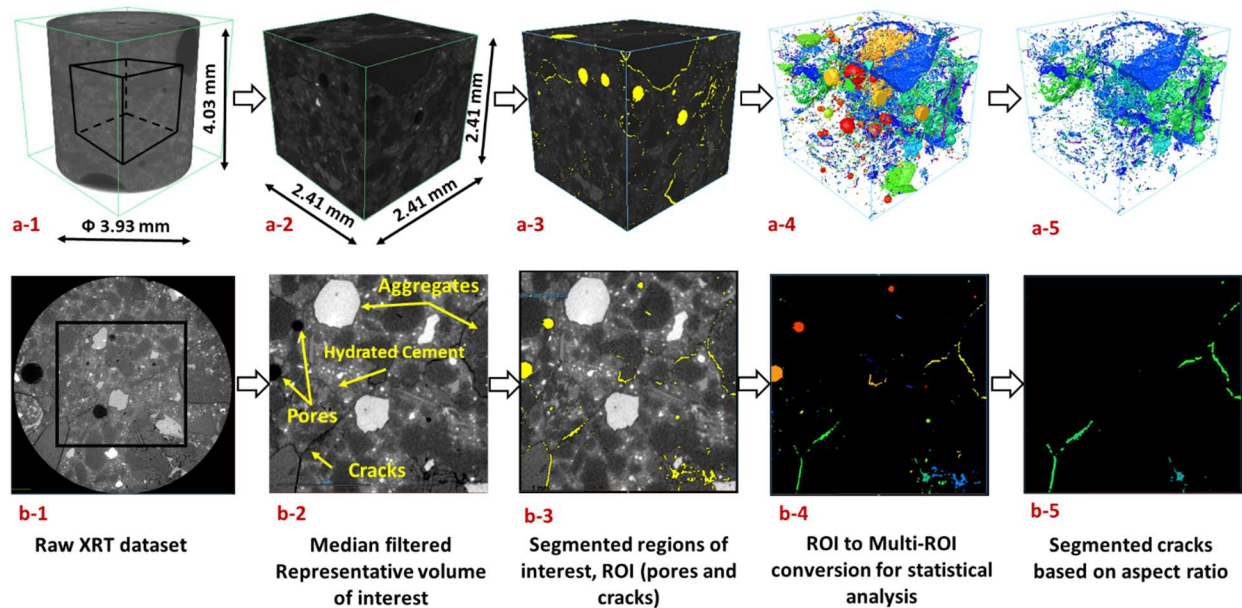 4.03 mm
Φ 3.93 mm
a-1
2.41 mm
2.41 mm
2.41 mm
a-2
a-3
a-4
a-5
Aggregates
Hydrated Cement
Pores
Cracks
b-1
b-2
b-3
b-4
b-5
Raw XRT dataset
Median filtered
Representative volume
of interest
Segmented regions of
interest, ROI (pores and
cracks)
ROI to Multi-ROI
conversion for statistical
analysis
Segmented cracks
based on aspect ratio